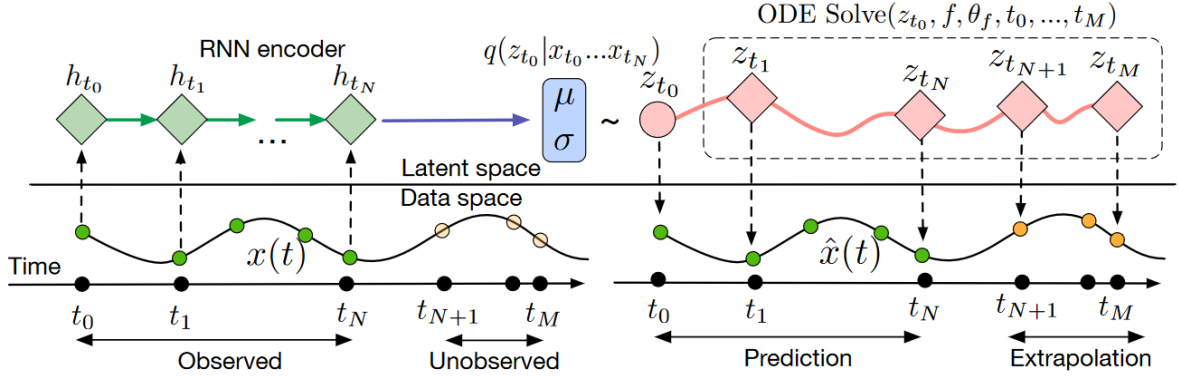 ODE Solve(z_{t_0}, f, θ_f, t_0, ..., t_M)
RNN encoder
q(z_{t_0}|x_{t_0}...x_{t_N})
h_{t_0} h_{t_1} h_{t_N}
z_{t_0} z_{t_1} z_{t_N} z_{t_{N+1}} z_{t_M}
...
μ
σ
~
Latent space
Data space
x(t) x̂(t)
Time
t_0 t_1 t_N t_{N+1} t_M t_0 t_1 t_N t_{N+1} t_M
Observed Unobserved Prediction Extrapolation